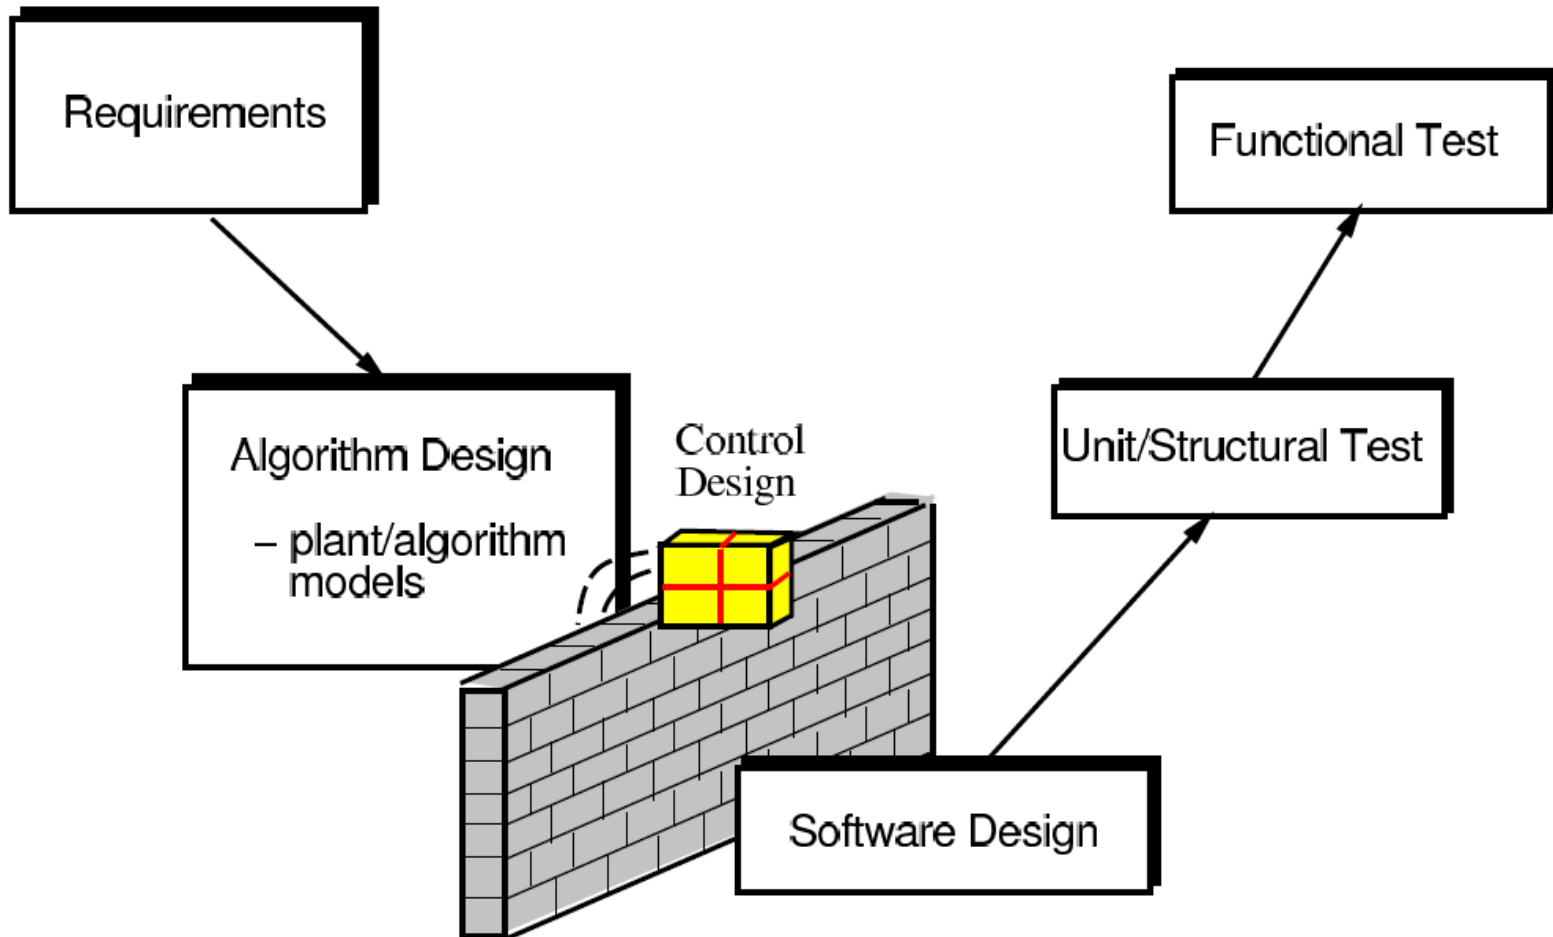 Requirements
Functional Test
Algorithm Design
– plant/algorithm
models
Control
Design
Unit/Structural Test
Software Design